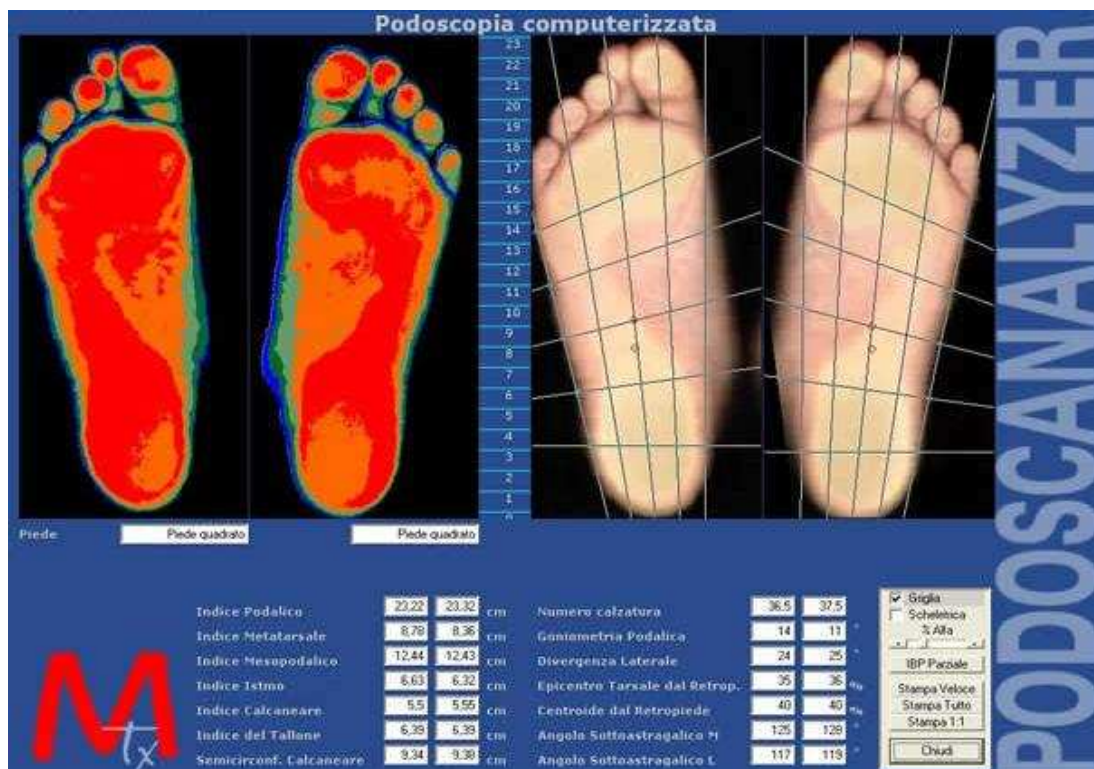 Podoscopia computerizzata
23
22
21
20
19
18
17
16
15
14
13
12
11
10
9
8
7
6
5
4
3
2
1
0
PODOSCANALYZER
Piede Piede quadrato Piede quadrato
Indice Podalico 23,22 23,32 cm
Indice Metatarsale 8,78 8,36 cm
Indice Mesopodalico 12,44 12,43 cm
Indice Istmo 6,63 6,32 cm
Indice Calcaneare 5,5 5,55 cm
Indice del Tallone 6,39 6,39 cm
Semicirconf. Calcaneare 9,34 9,38 cm
Numero calzatura 36,5 37,5
Goniometria Podalica 14 11 °
Divergenza Laterale 24 25 °
Epicentro Tarsale dal Retrop. 35 36 %
Centroide dal Retropiede 40 40 %
Angolo Sottoastragalico M 125 128 °
Angolo Sottoastragalico L 117 119 °
Griglia
Scheletrica
% Alfa
IBP Parziale
Stampa Veloce
Stampa Tutto
Stampa 1:1
Chiudi
M
tx